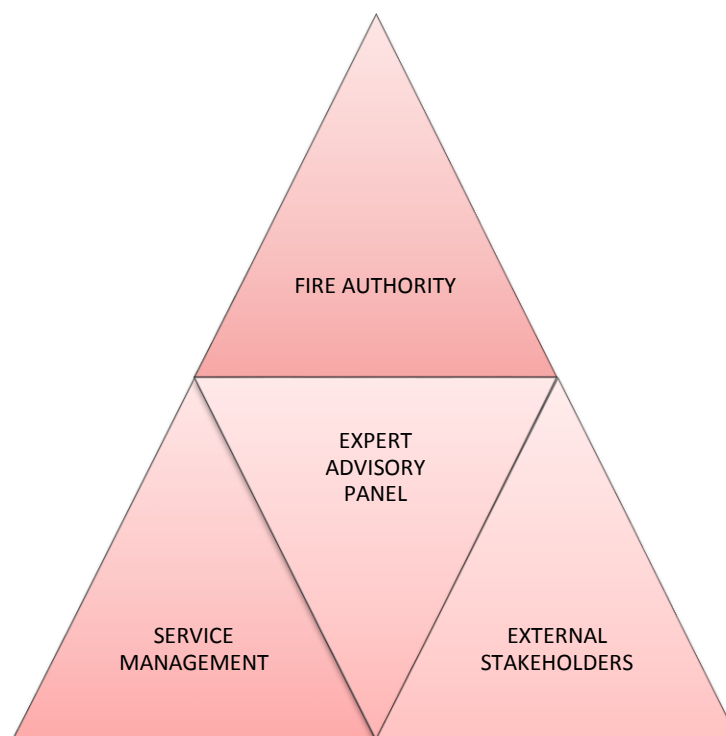 FIRE AUTHORITY
EXPERT
ADVISORY
PANEL
SERVICE
MANAGEMENT
EXTERNAL
STAKEHOLDERS